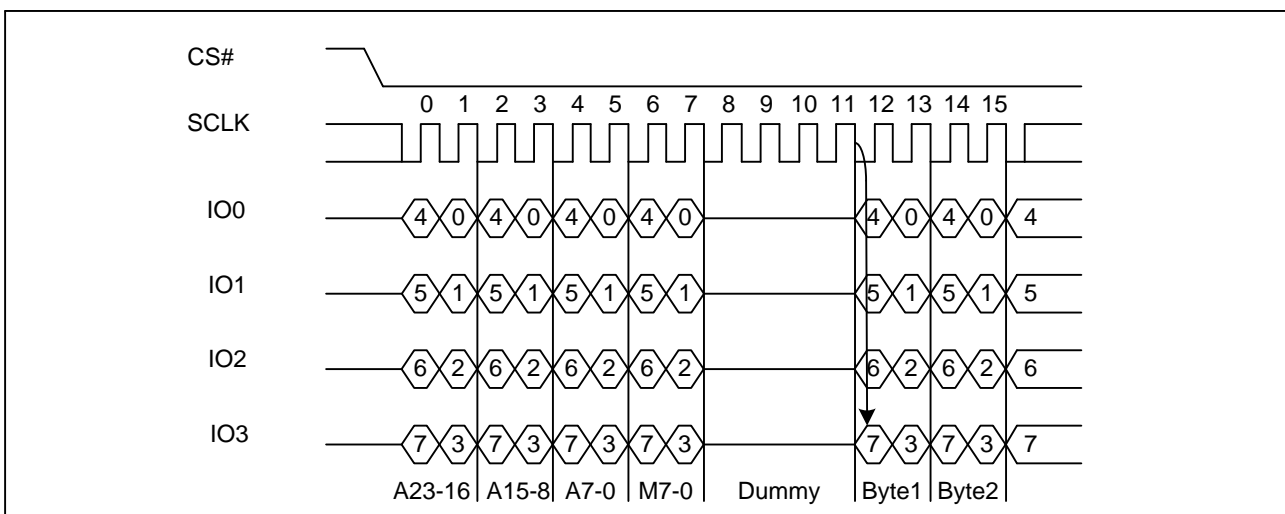 CS#
0 1 2 3 4 5 6 7 8 9 10 11 12 13 14 15
SCLK
IO0 4 0 4 0 4 0 4 0 4 0 4 0 4
IO1 5 1 5 1 5 1 5 1 5 1 5 1 5
IO2 6 2 6 2 6 2 6 2 6 2 6 2 6
IO3 7 3 7 3 7 3 7 3 7 3 7 3 7
A23-16 A15-8 A7-0 M7-0 Dummy Byte1 Byte2